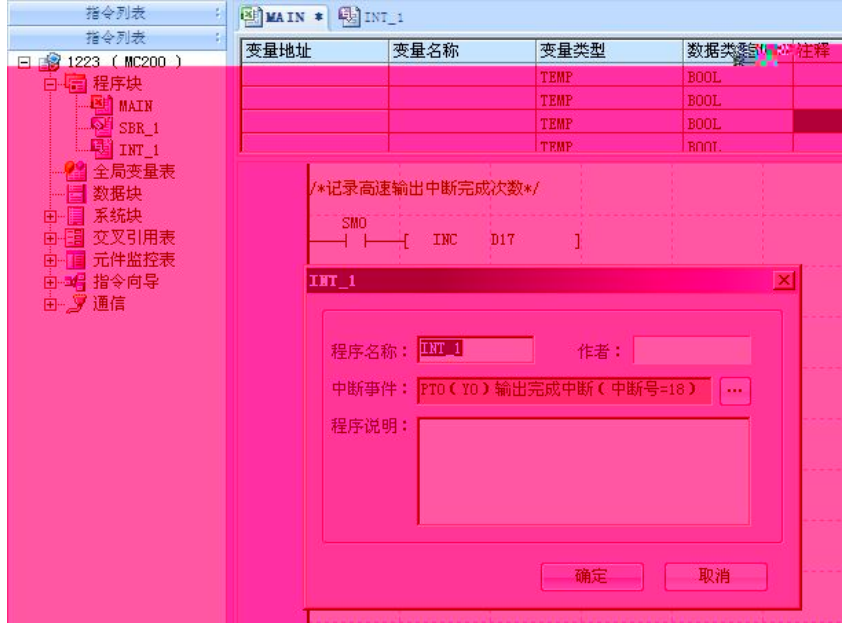 指令列表
指令列表
1223 ( MC200 )
程序块
MAIN
SBR_1
INT_1
全局变量表
数据块
系统块
交叉引用表
元件监控表
指令向导
通信
MAIN * INT_1
变量地址 变量名称 变量类型 数据类型 注释
TEMP BOOL
TEMP BOOL
TEMP BOOL
TEMP BOOL
/*记录高速输出中断完成次数*/
SM0
[ INC D17 ]
INT_1
程序名称： INT_1 作者：
中断事件： PTO(Y0)输出完成中断(中断号=18) ...
程序说明：
确定 取消